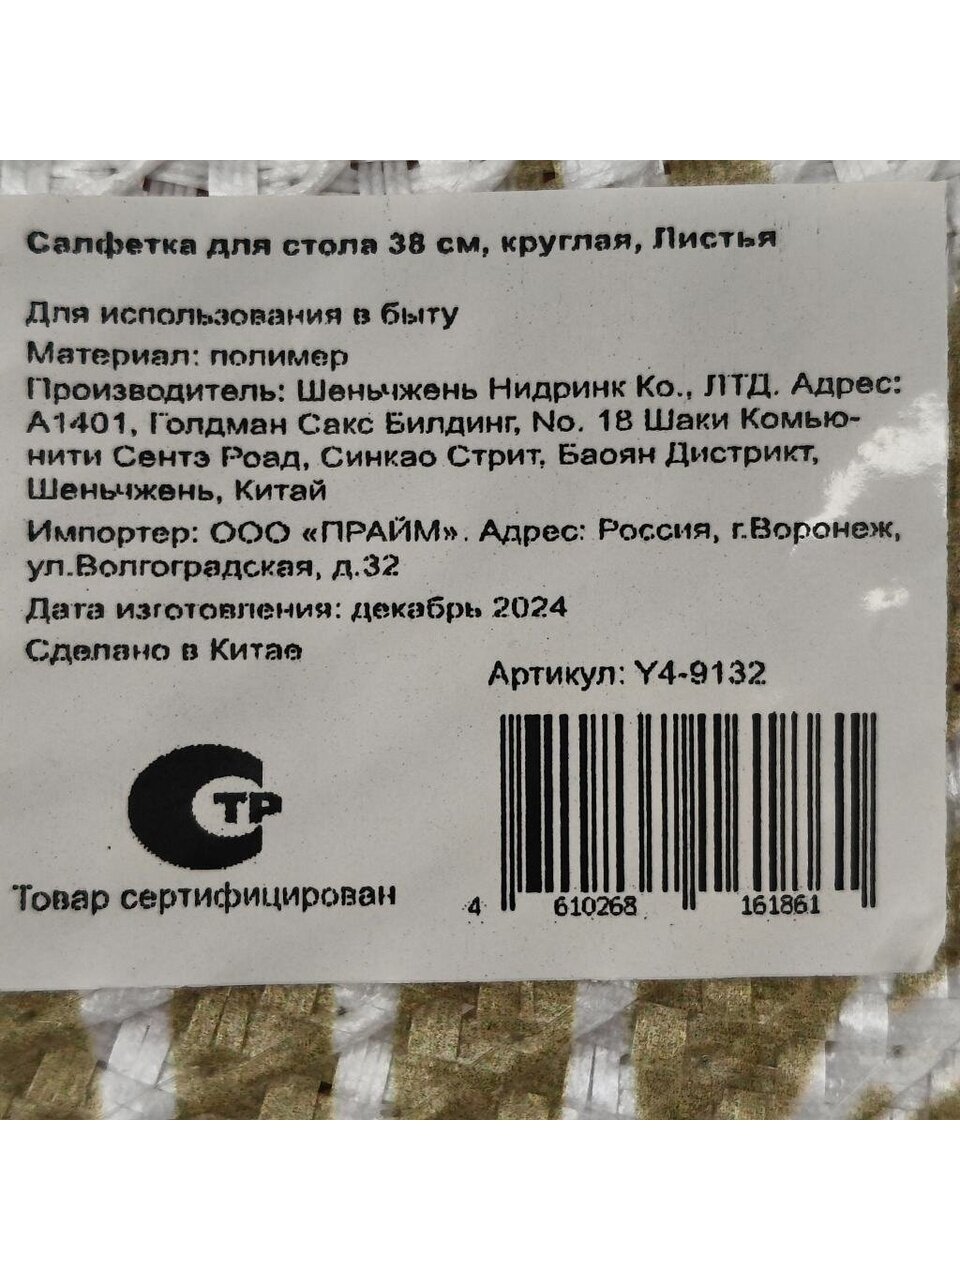 Салфетка для стола 38 см, круглая, Листья
Для использования в быту
Материал: полимер
Производитель: Шеньчжень Нидринк Ко., ЛТД. Адрес:
А1401, Голдман Сакс Билдинг, No. 18 Шаки Комью-
нити Сентэ Роад, Синкао Стрит, Баоян Дистрикт,
Шеньчжень, Китай
Импортер: ООО «ПРАЙМ». Адрес: Россия, г.Воронеж,
ул.Волгоградская, д.32
Дата изготовления: декабрь 2024
Сделано в Китае
Артикул: Y4-9132
СТР
Товар сертифицирован
4 610268 161861